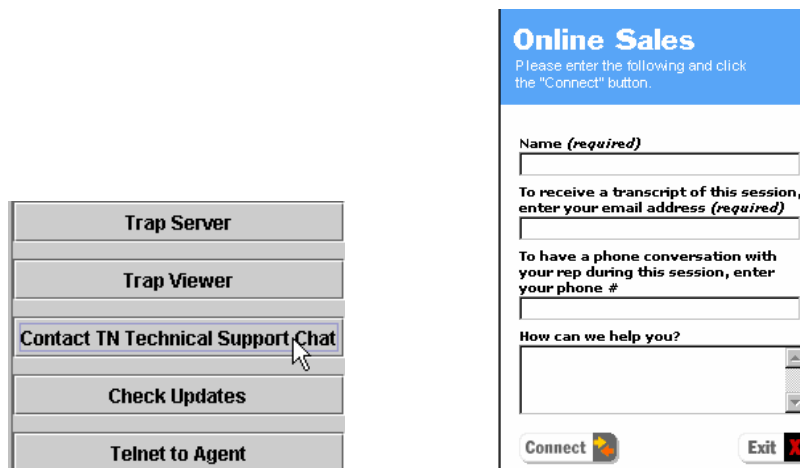 Trap Server
Trap Viewer
Contact TN Technical Support Chat
Check Updates
Telnet to Agent
Online Sales
Please enter the following and click
the "Connect" button.
Name (required)
To receive a transcript of this session,
enter your email address (required)
To have a phone conversation with
your rep during this session, enter
your phone #
How can we help you?
Connect
Exit X